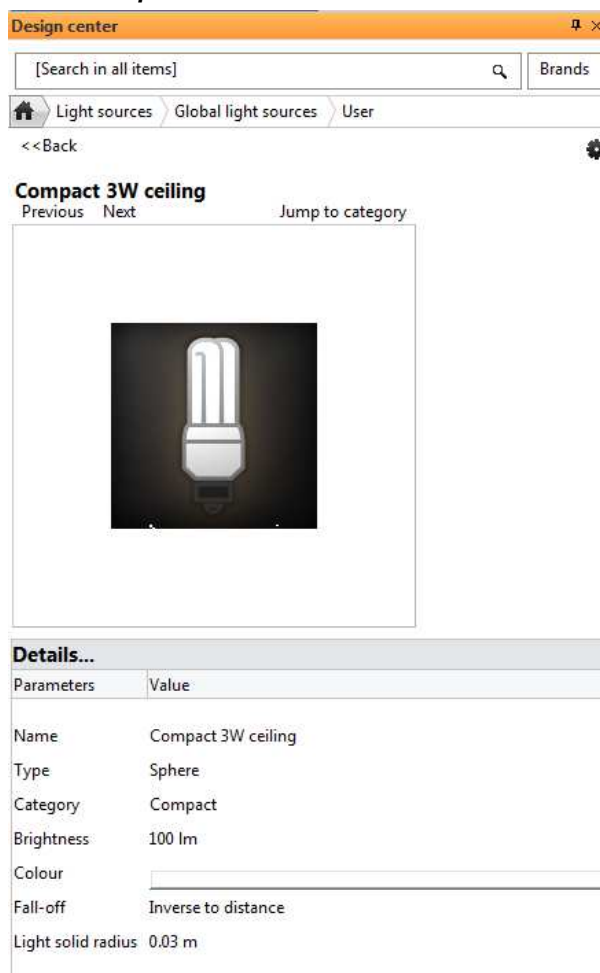 Design center
[Search in all items] Brands
Light sources Global light sources User
<<Back
Compact 3W ceiling
Previous Next Jump to category
Details...
Parameters Value
Name Compact 3W ceiling
Type Sphere
Category Compact
Brightness 100 lm
Colour
Fall-off Inverse to distance
Light solid radius 0.03 m